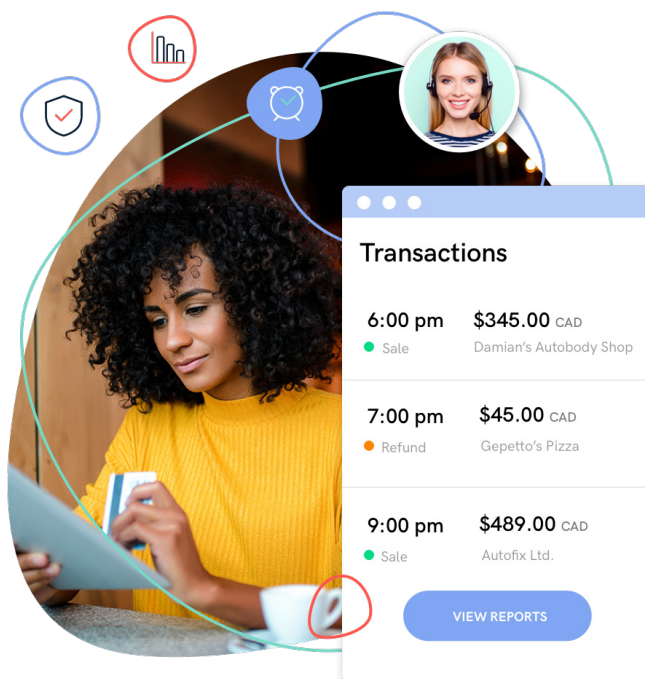 Transactions
6:00 pm $345.00 CAD
Sale Damian's Autobody Shop
7:00 pm $45.00 CAD
Refund Gepetto's Pizza
9:00 pm $489.00 CAD
Sale Autofix Ltd.
VIEW REPORTS